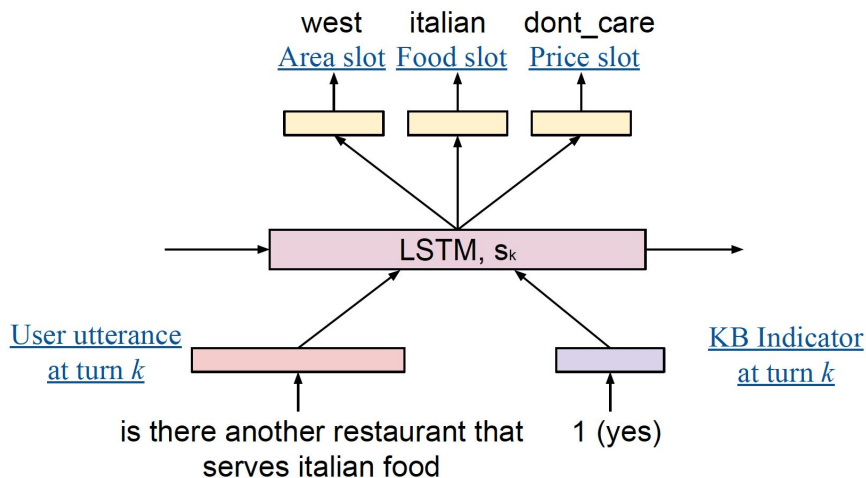 west italian dont_care
Area slot Food slot Price slot
LSTM, sk
User utterance
at turn k
KB Indicator
at turn k
is there another restaurant that
serves italian food
1 (yes)